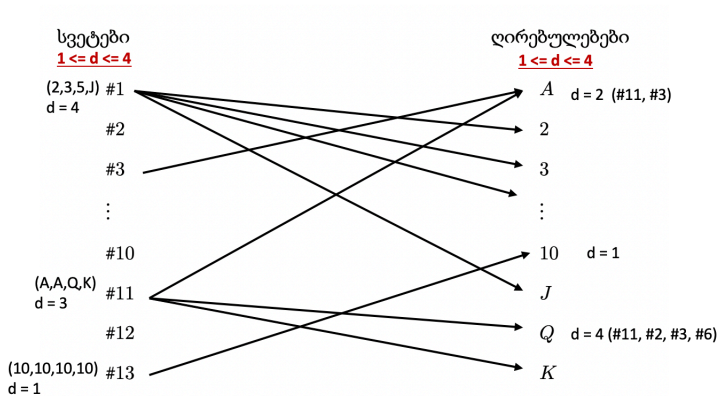 სვეტები
1 <= d <= 4
ღირებულებები
1 <= d <= 4
(2,3,5,J) #1
d = 4
A d = 2 (#11, #3)
#2
2
#3
3
⋮
⋮
#10
10 d = 1
(A,A,Q,K) #11
d = 3
J
#12
Q d = 4 (#11, #2, #3, #6)
(10,10,10,10) #13
d = 1
K